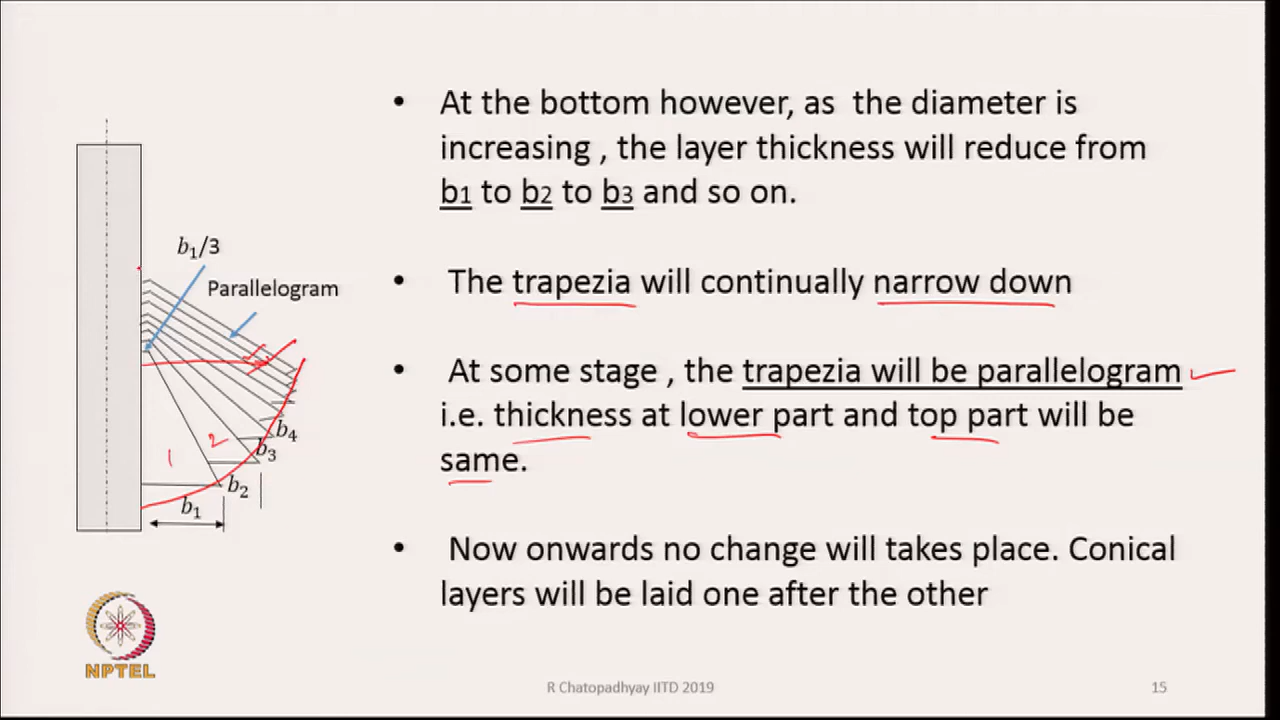 • At the bottom however, as the diameter is
increasing , the layer thickness will reduce from
b1 to b2 to b3 and so on.
• The trapezia will continually narrow down
• At some stage , the trapezia will be parallelogram
i.e. thickness at lower part and top part will be
same.
• Now onwards no change will takes place. Conical
layers will be laid one after the other
b₁/3
Parallelogram
1
2
b₄
b₃
b₂
b₁
NPTEL
R Chatopadhyay IITD 2019
15